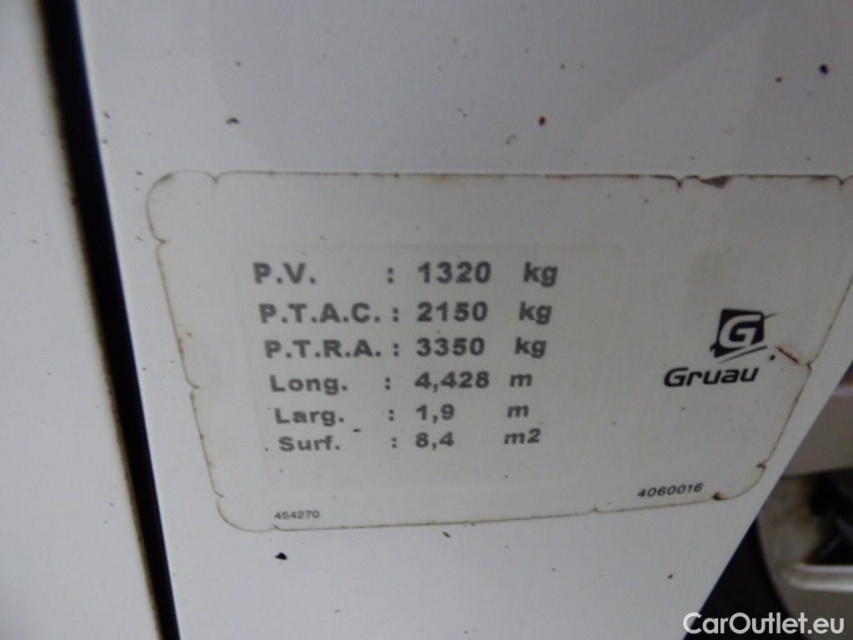 P.V. : 1320 kg
P.T.A.C. : 2150 kg
P.T.R.A. : 3350 kg
Long. : 4,428 m
Larg. : 1,9 m
Surf. : 8,4 m2
G
Gruau
454270
4060016
CarOutlet.eu